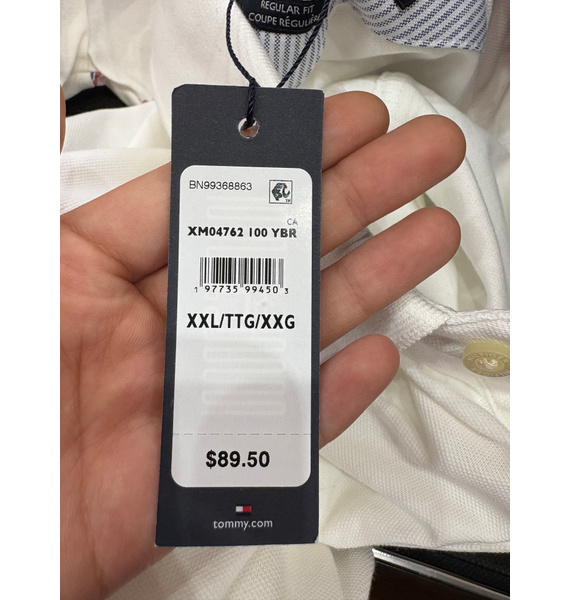 REGULAR FIT
COUPE RÉGULIÈRE
BN99368863
CA
XM04762 100 YBR
1 97735 99450 3
XXL/TTG/XXG
$89.50
tommy.com